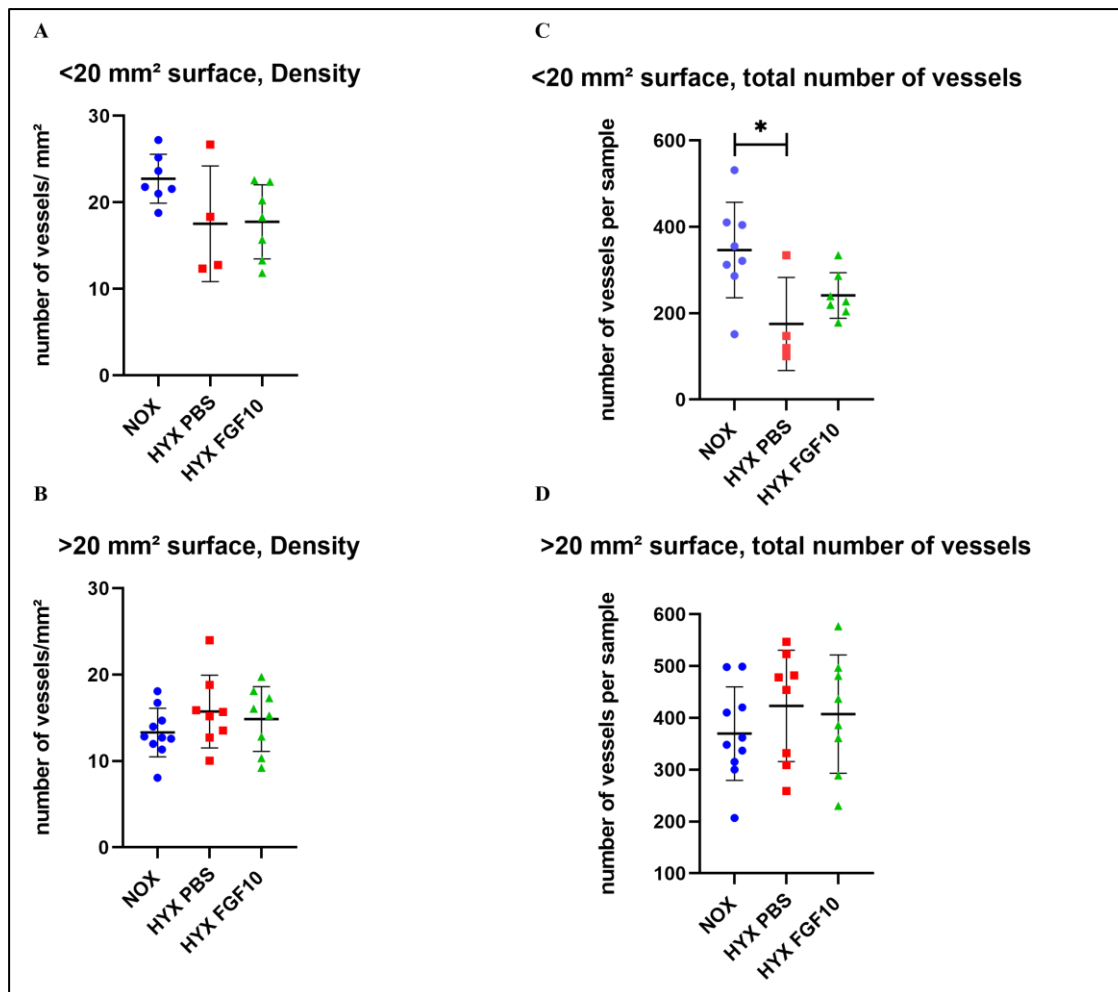 A
<20 mm² surface, Density
number of vessels/ mm²
30
20
10
0
NOX
HYX PBS
HYX FGF10
B
>20 mm² surface, Density
number of vessels/mm²
30
20
10
0
NOX
HYX PBS
HYX FGF10
C
<20 mm² surface, total number of vessels
number of vessels per sample
600
400
200
0
*
NOX
HYX PBS
HYX FGF10
D
>20 mm² surface, total number of vessels
number of vessels per sample
600
500
400
300
200
100
NOX
HYX PBS
HYX FGF10